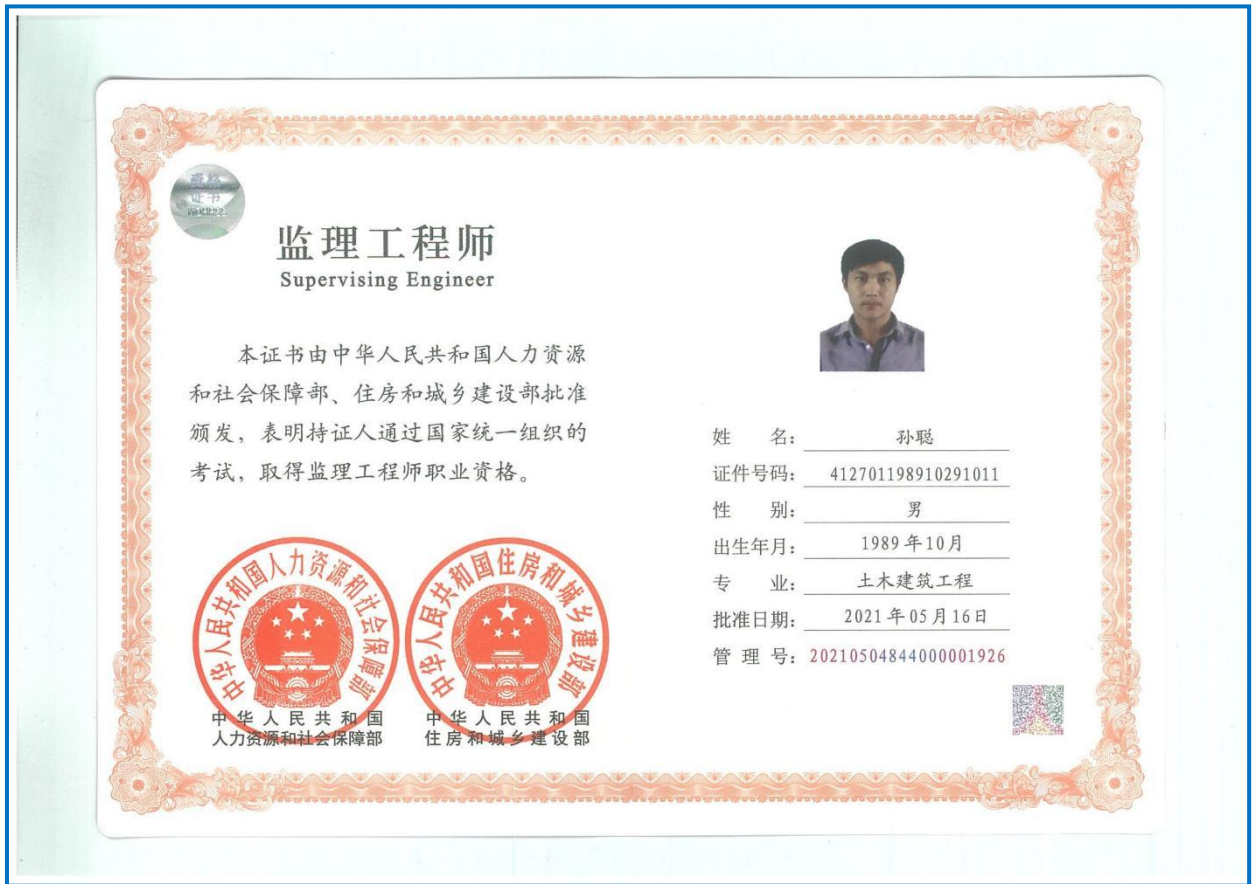 资格
证书
监理工程师
Supervising Engineer
本证书由中华人民共和国人力资源
和社会保障部、住房和城乡建设部批准
颁发，表明持证人通过国家统一组织的
考试，取得监理工程师职业资格。
中华人民共和国人力资源和社会保障部
中华人民共和国住房和城乡建设部
中华人民共和国
人力资源和社会保障部
中华人民共和国
住房和城乡建设部
姓 名： 孙聪
证件号码： 412701198910291011
性 别： 男
出生年月： 1989年10月
专 业： 土木建筑工程
批准日期： 2021年05月16日
管 理 号： 20210504844000001926